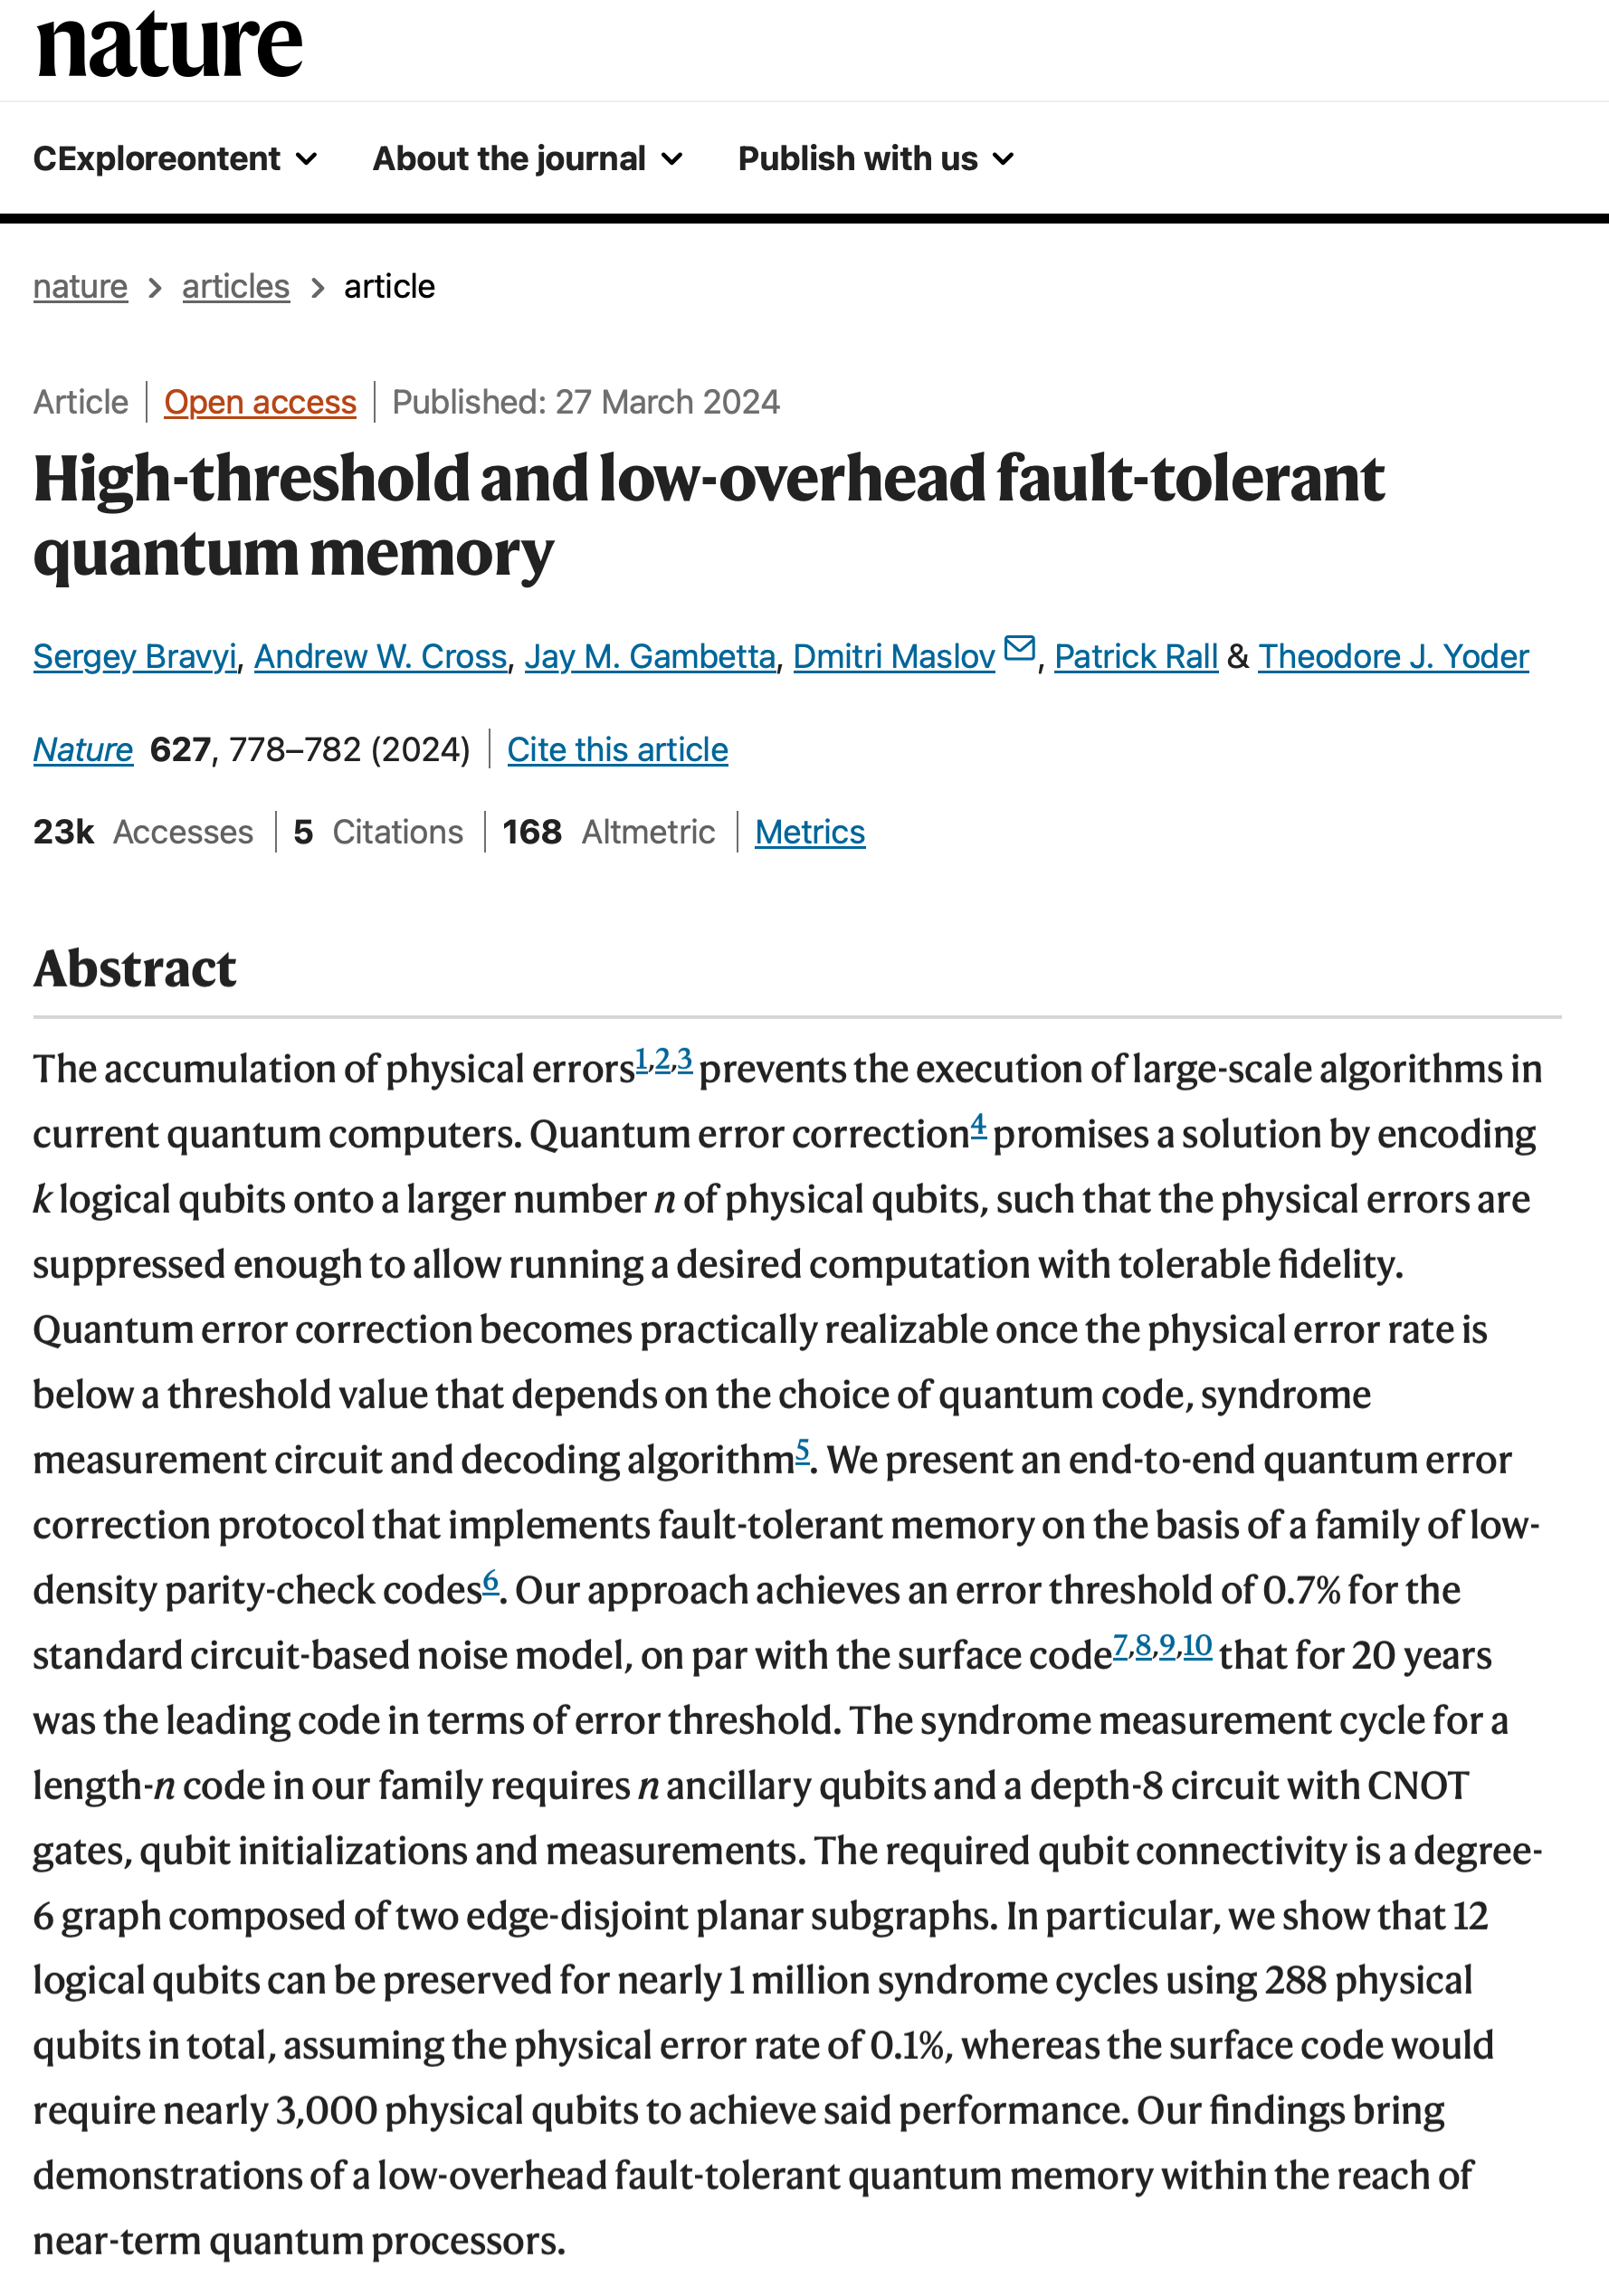 nature
CExploreontent About the journal Publish with us
nature > articles > article
Article | Open access | Published: 27 March 2024
High-threshold and low-overhead fault-tolerant
quantum memory
Sergey Bravyi, Andrew W. Cross, Jay M. Gambetta, Dmitri Maslov, Patrick Rall & Theodore J. Yoder
Nature 627, 778–782 (2024) | Cite this article
23k Accesses | 5 Citations | 168 Altmetric | Metrics
Abstract
The accumulation of physical errors1,2,3 prevents the execution of large-scale algorithms in
current quantum computers. Quantum error correction4 promises a solution by encoding
k logical qubits onto a larger number n of physical qubits, such that the physical errors are
suppressed enough to allow running a desired computation with tolerable fidelity.
Quantum error correction becomes practically realizable once the physical error rate is
below a threshold value that depends on the choice of quantum code, syndrome
measurement circuit and decoding algorithm5. We present an end-to-end quantum error
correction protocol that implements fault-tolerant memory on the basis of a family of low-
density parity-check codes6. Our approach achieves an error threshold of 0.7% for the
standard circuit-based noise model, on par with the surface code7,8,9,10 that for 20 years
was the leading code in terms of error threshold. The syndrome measurement cycle for a
length-n code in our family requires n ancillary qubits and a depth-8 circuit with CNOT
gates, qubit initializations and measurements. The required qubit connectivity is a degree-
6 graph composed of two edge-disjoint planar subgraphs. In particular, we show that 12
logical qubits can be preserved for nearly 1 million syndrome cycles using 288 physical
qubits in total, assuming the physical error rate of 0.1%, whereas the surface code would
require nearly 3,000 physical qubits to achieve said performance. Our findings bring
demonstrations of a low-overhead fault-tolerant quantum memory within the reach of
near-term quantum processors.